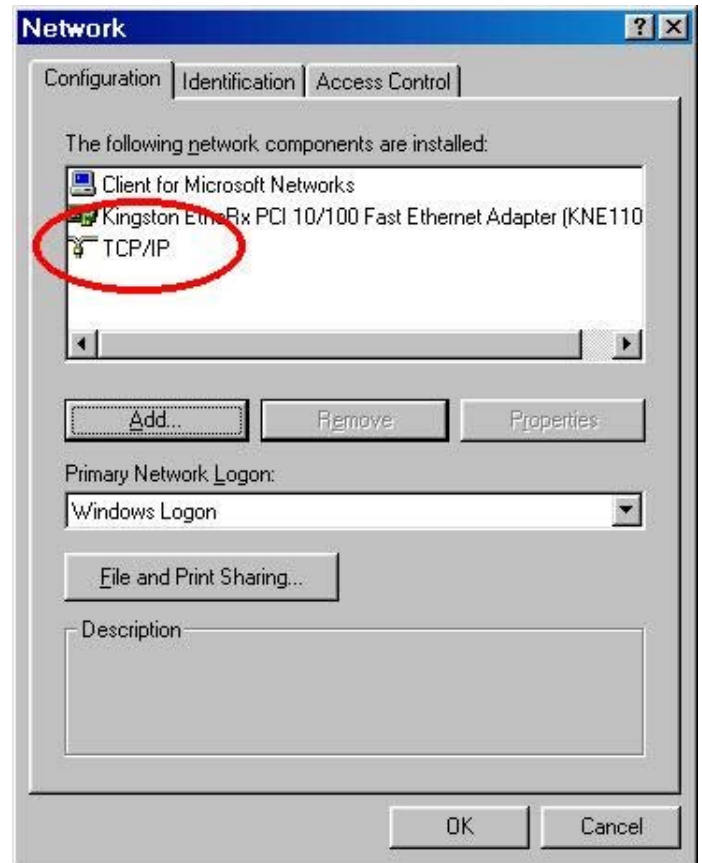 Network
Configuration Identification Access Control
The following network components are installed:
Client for Microsoft Networks
Kingston EtheRx PCI 10/100 Fast Ethernet Adapter (KNE110
TCP/IP
Add... Remove Properties
Primary Network Logon:
Windows Logon
File and Print Sharing...
Description
OK Cancel